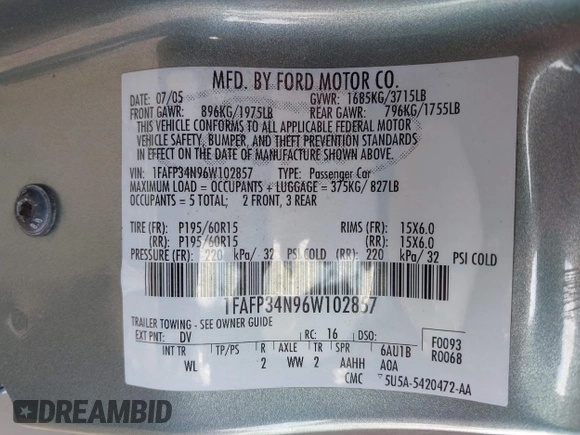 MFD. BY FORD MOTOR CO.
07/05 GVWR: 1685KG/3715LB
FRONT GAWR: 896KG/1975LB REAR GAWR: 796KG/1755LB
THIS VEHICLE CONFORMS TO ALL APPLICABLE FEDERAL MOTOR
VEHICLE SAFETY, BUMPER, AND THEFT PREVENTION STANDARDS
IN EFFECT ON THE DATE OF MANUFACTURE SHOWN ABOVE.
VIN: 1FAFP34N96W102857 TYPE: Passenger Car
MAXIMUM LOAD = OCCUPANTS + LUGGAGE = 375KG/ 827LB
OCCUPANTS = 5 TOTAL; 2 FRONT, 3 REAR
TIRE (FR): P195/60R15 RIMS (FR): 15X6.0
(RR): P195/60R15 (RR): 15X6.0
PRESSURE (FR): 220 kPa/ 32 PSI COLD (RR): 220 kPa/ 32 PSI COLD
1FAFP34N96W102857
TRAILER TOWING - SEE OWNER GUIDE
EXT PNT: DV RC: 16 DSO: F0093
INT TR TP/PS R AXLE TR SPR 6AU1B R0068
WL 2 WW 2 AAHH A0A
CMC 5U5A-5420472-AA
DREAMBID